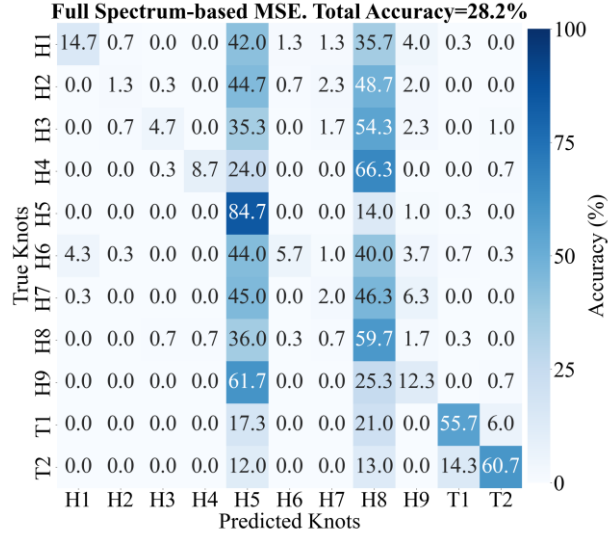 Full Spectrum-based MSE. Total Accuracy=28.2%
H1 14.7 0.7 0.0 0.0 42.0 1.3 1.3 35.7 4.0 0.3 0.0
H2 0.0 1.3 0.3 0.0 44.7 0.7 2.3 48.7 2.0 0.0 0.0
H3 0.0 0.7 4.7 0.0 35.3 0.0 1.7 54.3 2.3 0.0 1.0
H4 0.0 0.0 0.3 8.7 24.0 0.0 0.0 66.3 0.0 0.0 0.7
H5 0.0 0.0 0.0 0.0 84.7 0.0 0.0 14.0 1.0 0.3 0.0
H6 4.3 0.3 0.0 0.0 44.0 5.7 1.0 40.0 3.7 0.7 0.3
H7 0.3 0.0 0.0 0.0 45.0 0.0 2.0 46.3 6.3 0.0 0.0
H8 0.0 0.0 0.7 0.7 36.0 0.3 0.7 59.7 1.7 0.3 0.0
H9 0.0 0.0 0.0 0.0 61.7 0.0 0.0 25.3 12.3 0.0 0.7
T1 0.0 0.0 0.0 0.0 17.3 0.0 0.0 21.0 0.0 55.7 6.0
T2 0.0 0.0 0.0 0.0 12.0 0.0 0.0 13.0 0.0 14.3 60.7
H1 H2 H3 H4 H5 H6 H7 H8 H9 T1 T2
Predicted Knots
True Knots
100
75
50
25
0
Accuracy (%)